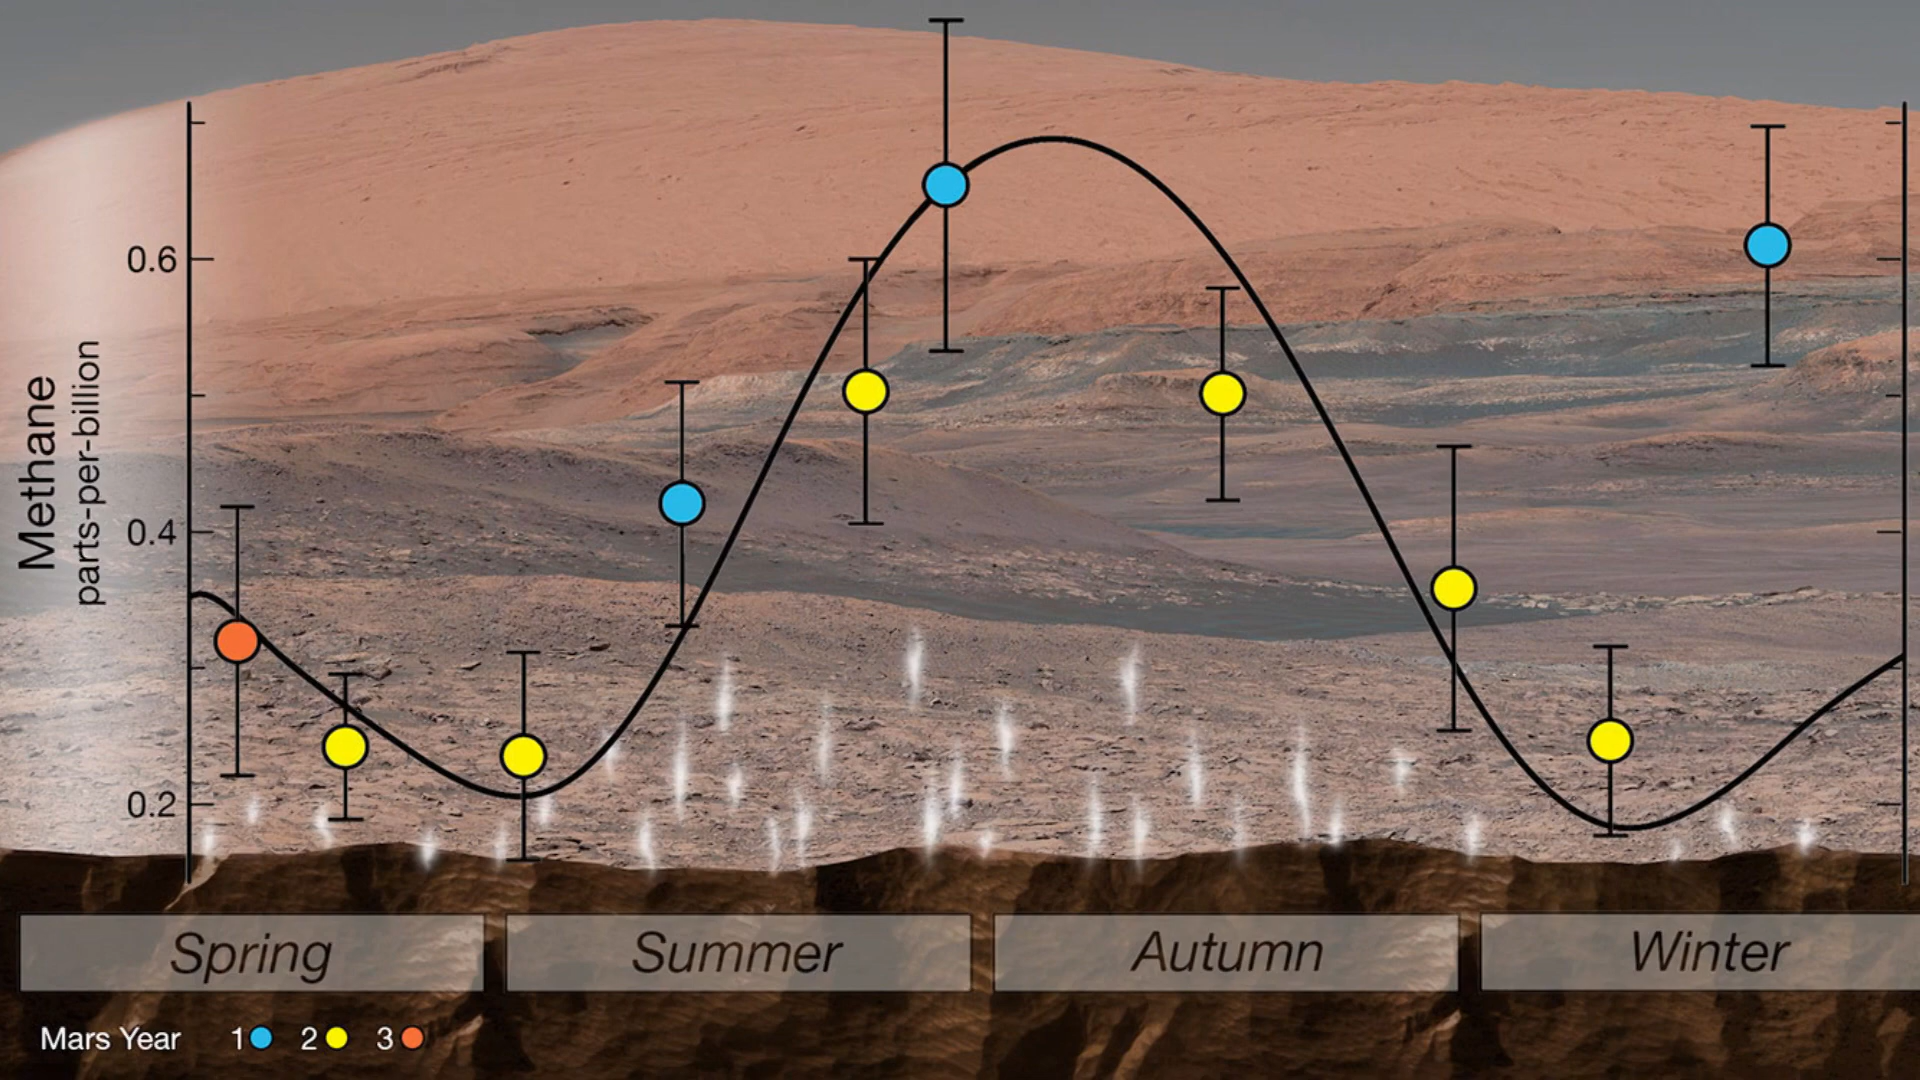 Methane
parts-per-billion
0.6
0.4
0.2
Spring Summer Autumn Winter
Mars Year 1 2 3